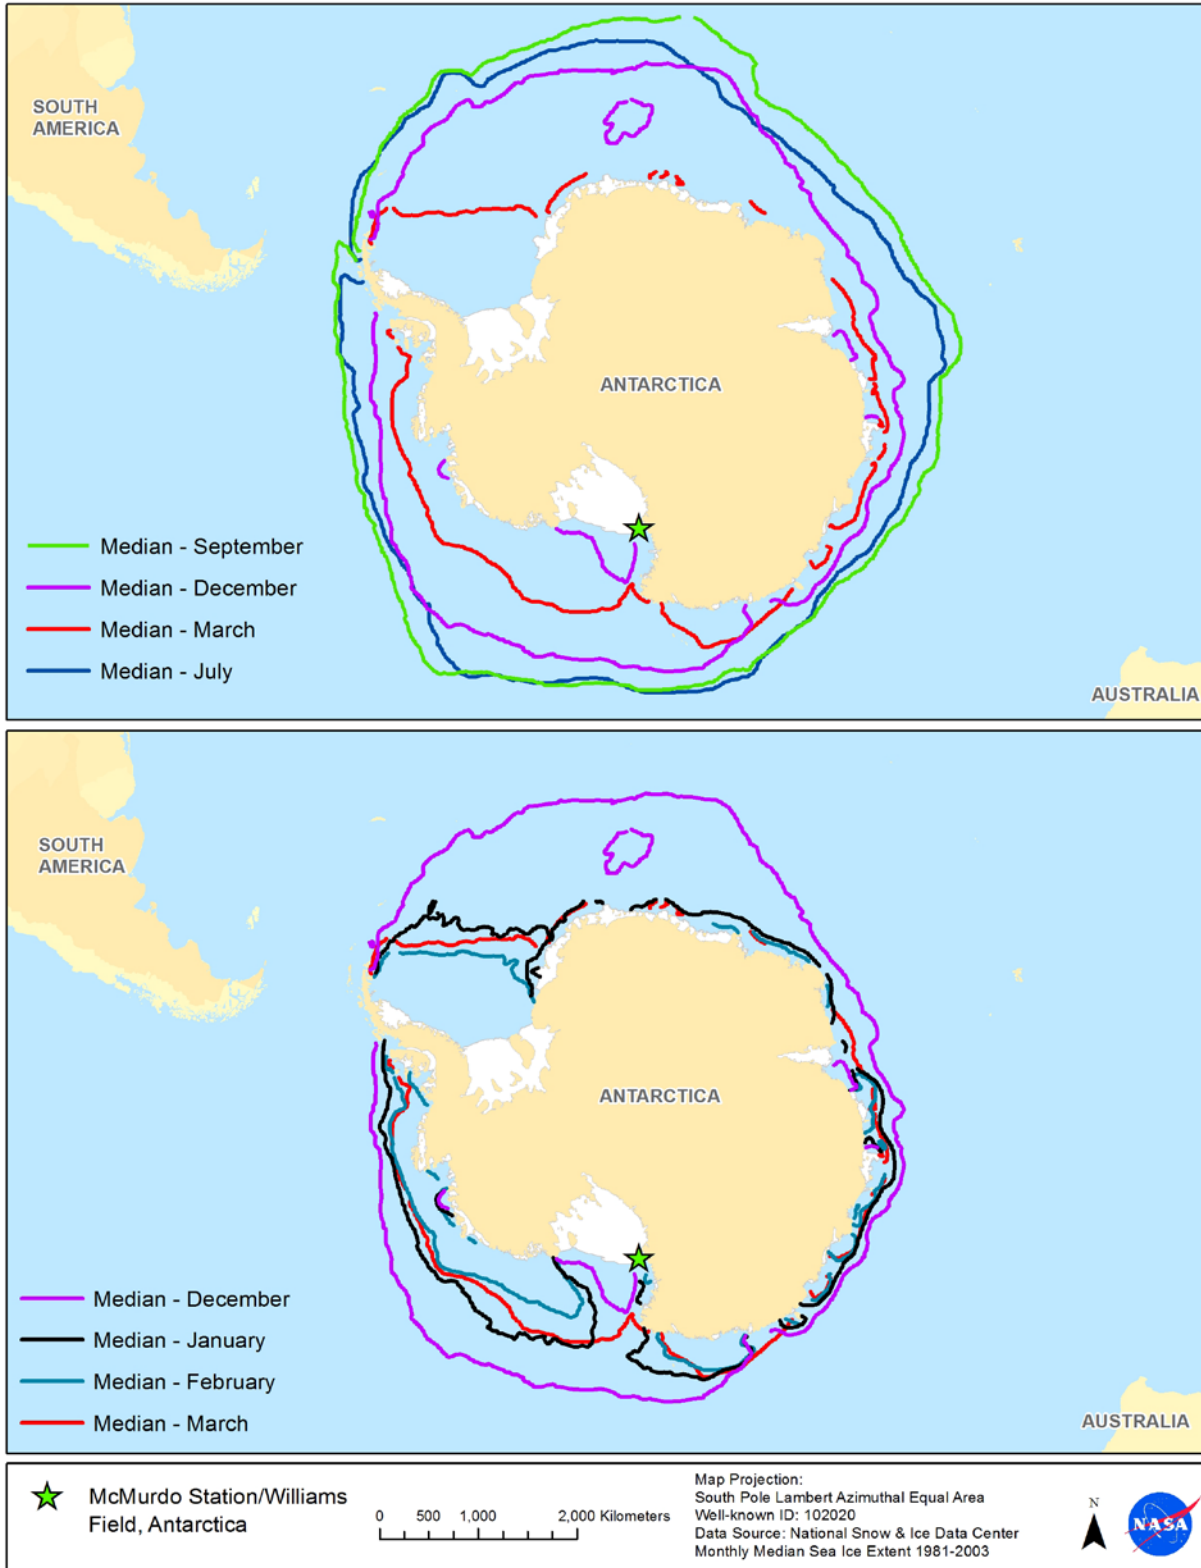 SOUTH
AMERICA
ANTARCTICA
Median - September
Median - December
Median - March
Median - July
AUSTRALIA
SOUTH
AMERICA
ANTARCTICA
Median - December
Median - January
Median - February
Median - March
AUSTRALIA
McMurdo Station/Williams
Field, Antarctica
0 500 1,000 2,000 Kilometers
Map Projection:
South Pole Lambert Azimuthal Equal Area
Well-known ID: 102020
Data Source: National Snow & Ice Data Center
Monthly Median Sea Ice Extent 1981-2003
N
NASA